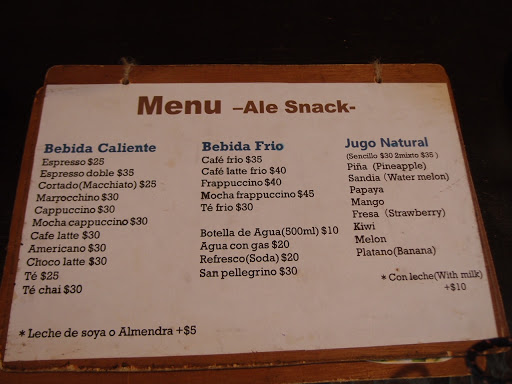 Menu -Ale Snack-
Bebida Caliente
Espresso $25
Espresso doble $35
Cortado(Macchiato) $25
Marrocchino $30
Cappuccino $30
Mocha cappuccino $30
Cafe latte $30
Americano $30
Choco latte $30
Té $25
Té chai $30
* Leche de soya o Almendra +$5
Bebida Frio
Café frio $35
Café latte frio $40
Frappuccino $40
Mocha frappuccino $45
Té frio $30
Botella de Agua(500ml) $10
Agua con gas $20
Refresco(Soda) $20
San pellegrino $30
Jugo Natural
(Sencillo $30 2mixto $35 )
Piña (Pineapple)
Sandia (Water melon)
Papaya
Mango
Fresa (Strawberry)
Kiwi
Melon
Platano(Banana)
* Con leche(With milk)
+$10